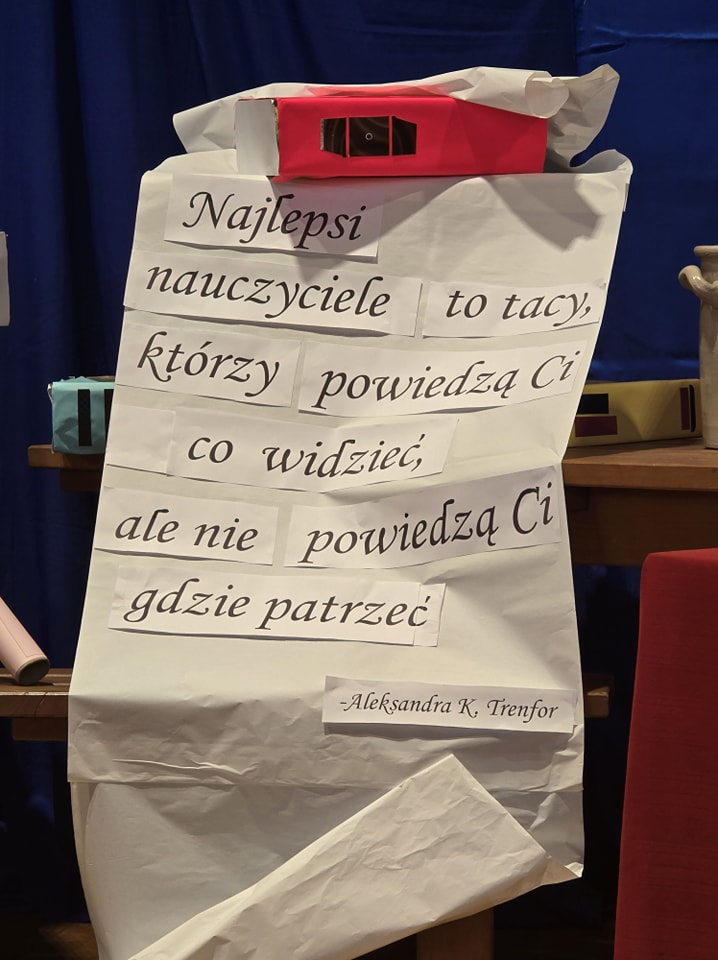 Najlepsi
nauczyciele to tacy,
którzy powiedzą Ci
co widzieć,
ale nie powiedzą Ci
gdzie patrzeć
-Aleksandra K. Trenfor